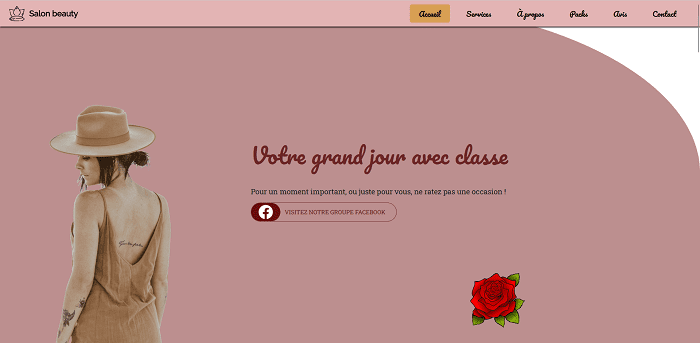 Salon beauty
Accueil Services À propos Packs Avis Contact
Votre grand jour avec classe
Pour un moment important, ou juste pour vous, ne ratez pas une occasion !
VISITEZ NOTRE GROUPE FACEBOOK